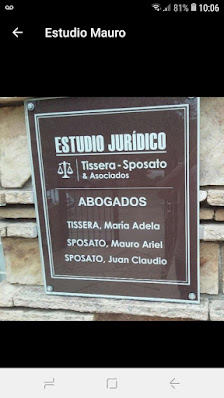 81% 10:06
Estudio Mauro
ESTUDIO JURÍDICO
Tissera - Sposato
& Asociados
ABOGADOS
TISSERA, María Adela
SPOSATO, Mauro Ariel
SPOSATO, Juan Claudio